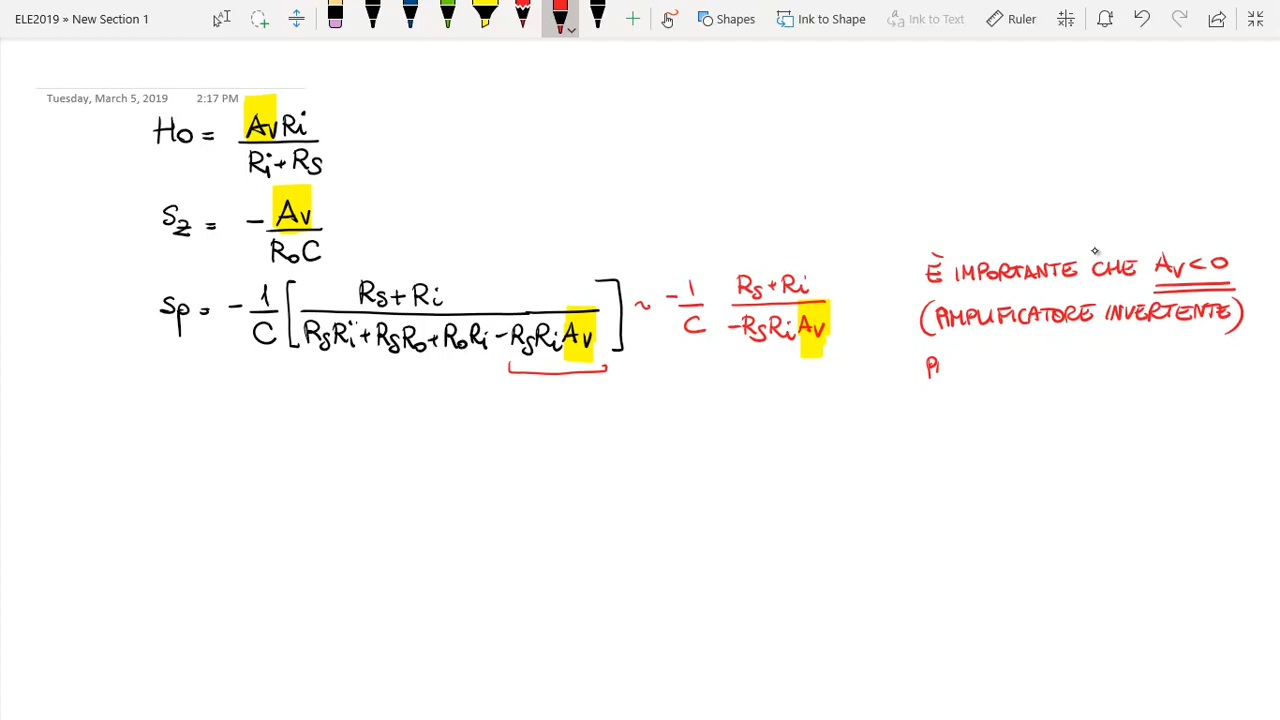 ELE2019 » New Section 1
Shapes
Ink to Shape
Ink to Text
Ruler
Tuesday, March 5, 2019 2:17 PM
Ho = AvRi / Ri+RS
Sz = - Av / RoC
Sp = - 1/C [ Rs+Ri / RsRi+RsRo+RoRi-RsRiAv ] ~ - 1/C Rs+Ri / -RsRiAv
È IMPORTANTE CHE Av<0
(AMPLIFICATORE INVERTENTE)